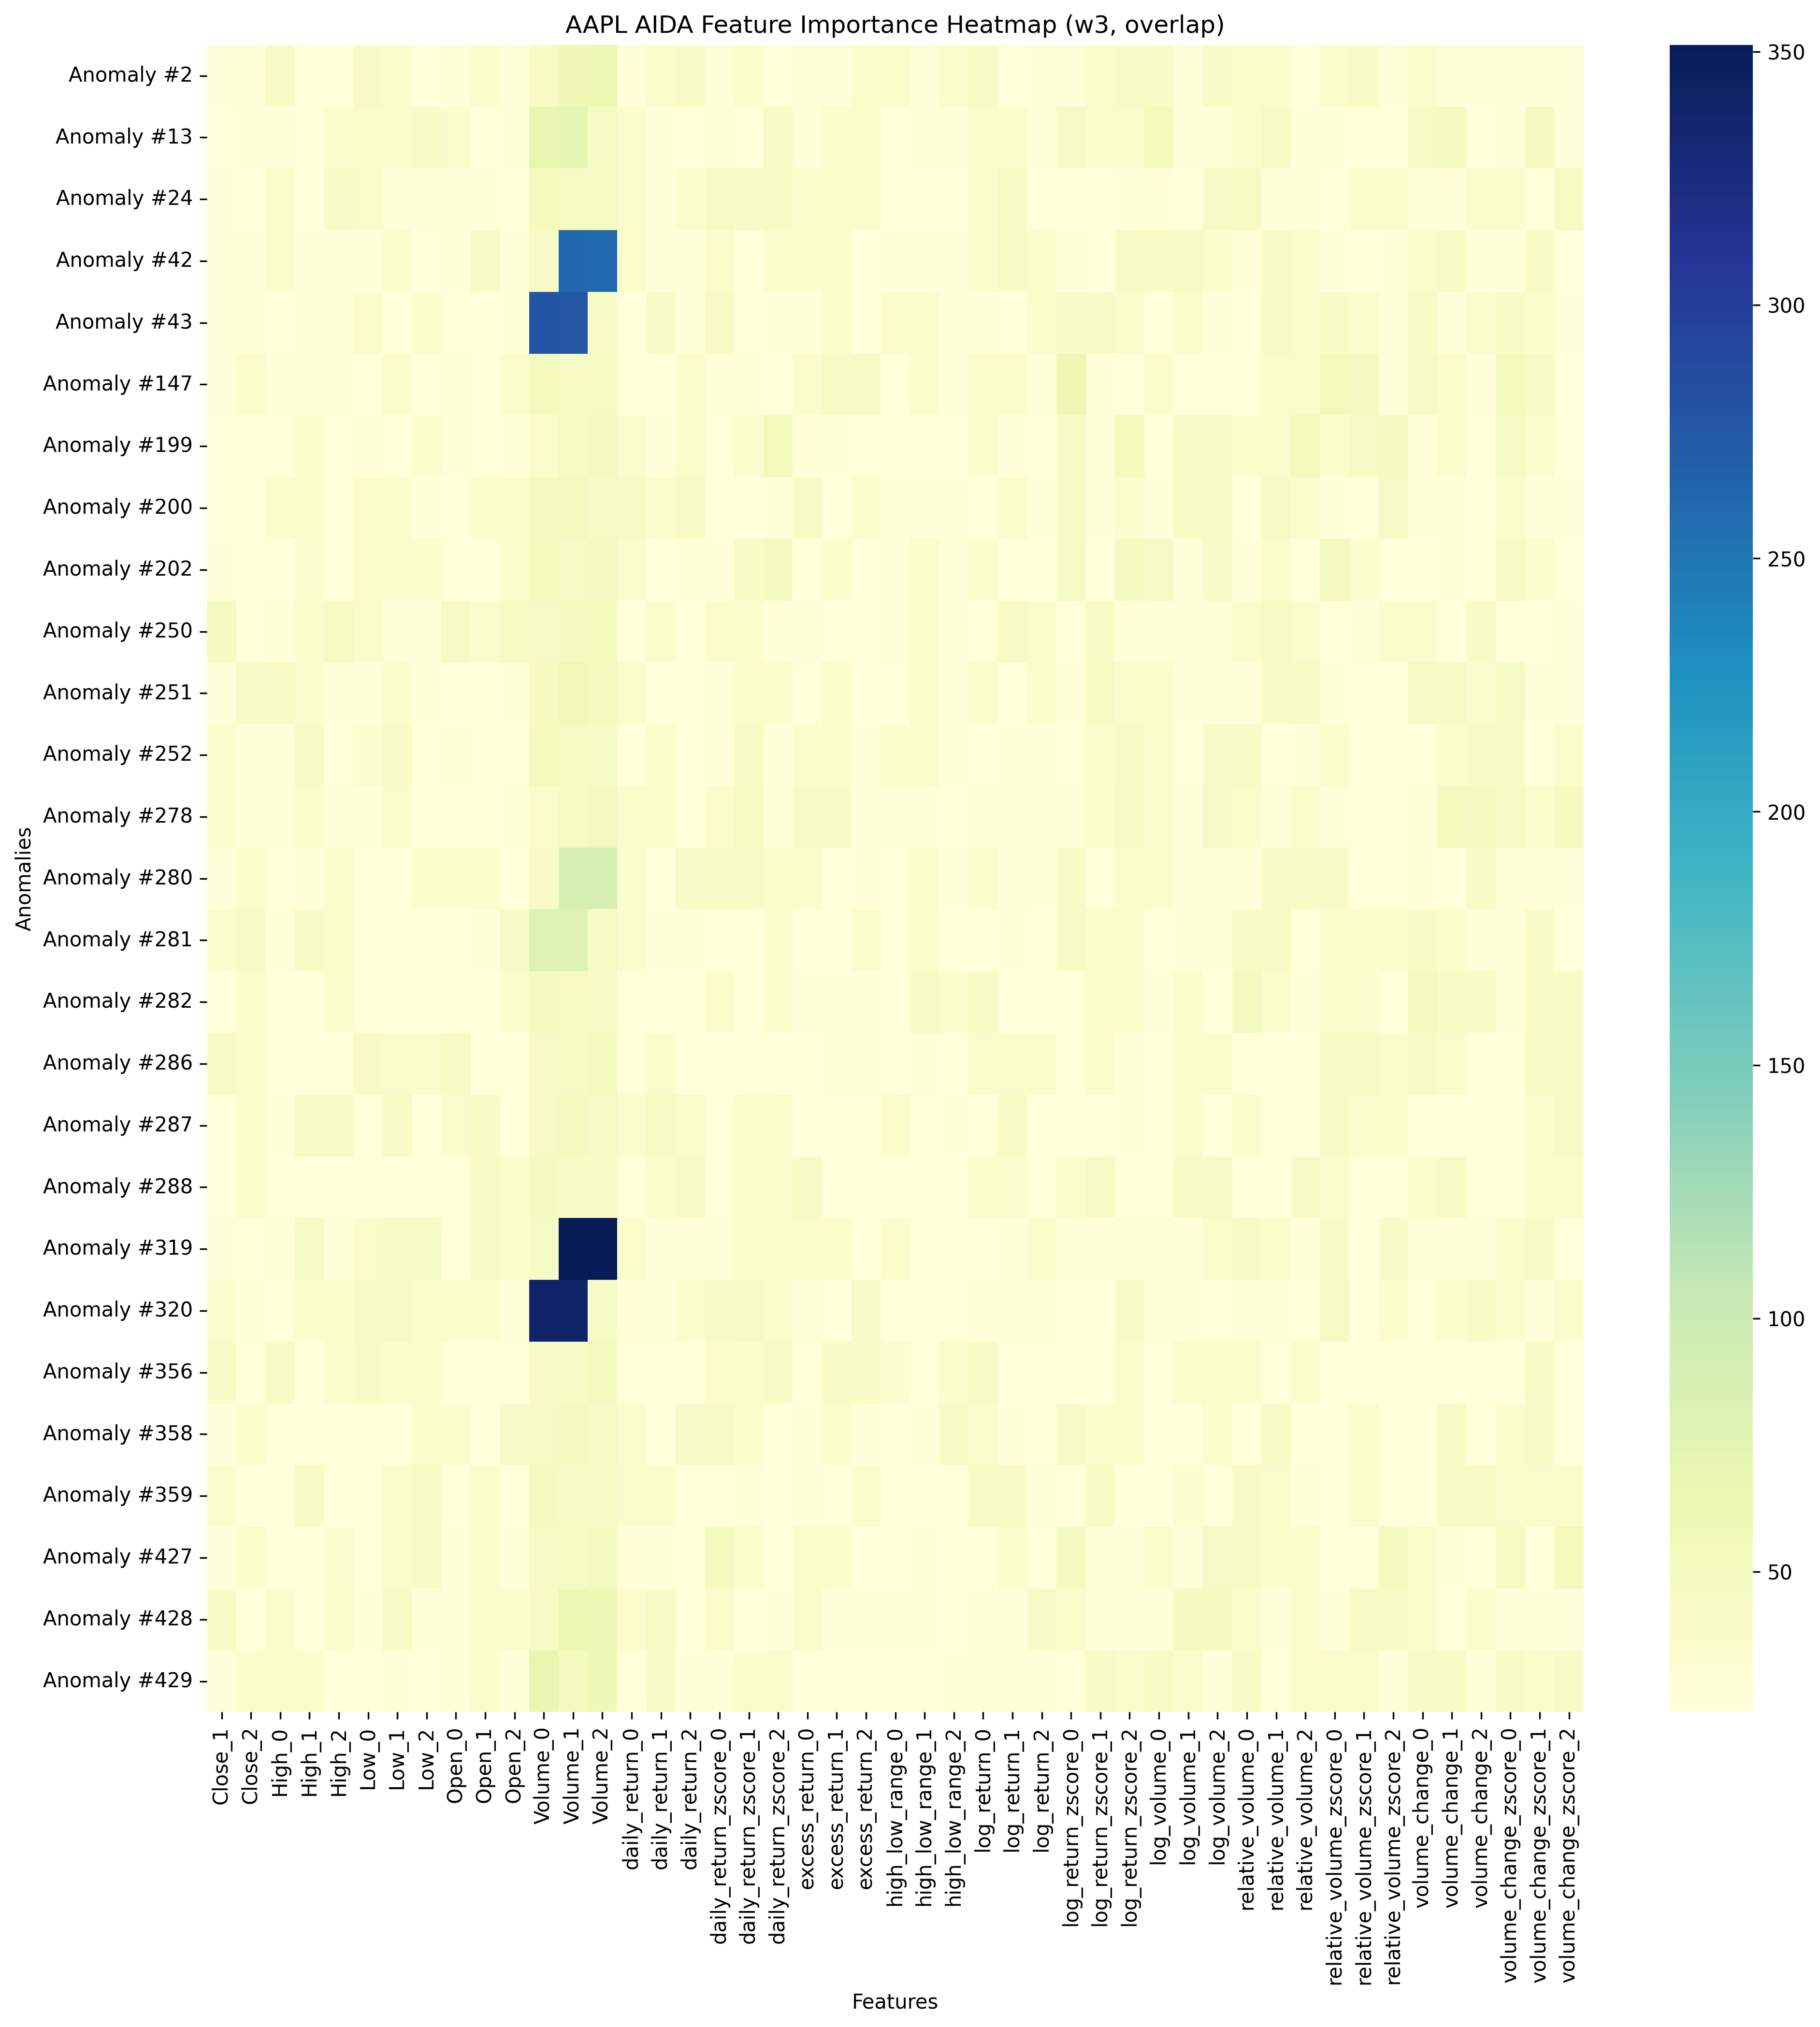 AAPL AIDA Feature Importance Heatmap (w3, overlap)
Anomalies
Anomaly #2
Anomaly #13
Anomaly #24
Anomaly #42
Anomaly #43
Anomaly #147
Anomaly #199
Anomaly #200
Anomaly #202
Anomaly #250
Anomaly #251
Anomaly #252
Anomaly #278
Anomaly #280
Anomaly #281
Anomaly #282
Anomaly #286
Anomaly #287
Anomaly #288
Anomaly #319
Anomaly #320
Anomaly #356
Anomaly #358
Anomaly #359
Anomaly #427
Anomaly #428
Anomaly #429
Close_1
Close_2
High_0
High_1
High_2
Low_0
Low_1
Low_2
Open_0
Open_1
Open_2
Volume_0
Volume_1
Volume_2
daily_return_0
daily_return_1
daily_return_2
daily_return_zscore_0
daily_return_zscore_1
daily_return_zscore_2
excess_return_0
excess_return_1
excess_return_2
high_low_range_0
high_low_range_1
high_low_range_2
log_return_0
log_return_1
log_return_2
log_return_zscore_0
log_return_zscore_1
log_return_zscore_2
log_volume_0
log_volume_1
log_volume_2
relative_volume_0
relative_volume_1
relative_volume_2
relative_volume_zscore_0
relative_volume_zscore_1
relative_volume_zscore_2
volume_change_0
volume_change_1
volume_change_2
volume_change_zscore_0
volume_change_zscore_1
volume_change_zscore_2
Features
350
300
250
200
150
100
50